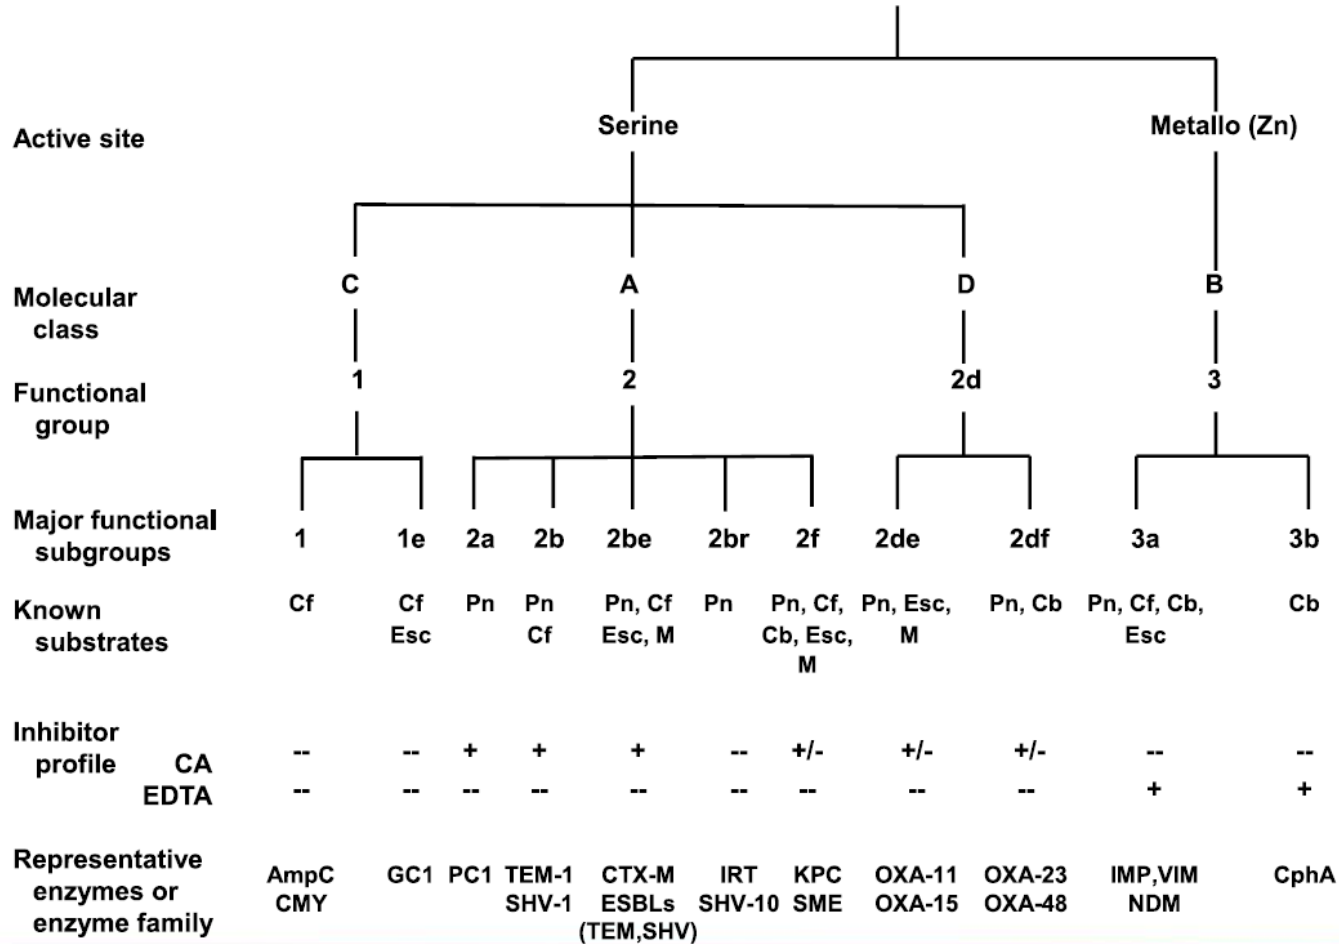 Active site
Serine
Metallo (Zn)
Molecular
class
C A D B
Functional
group
1 2 2d 3
Major functional
subgroups
1 1e 2a 2b 2be 2br 2f 2de 2df 3a 3b
Known
substrates
Cf Cf Pn Pn Pn, Cf Pn Pn, Cf, Pn, Esc, Pn, Cb Pn, Cf, Cb, Cb
Esc Cf Esc, M Cb, Esc, M Esc
M
Inhibitor
profile
CA -- -- + + + -- +/- +/- +/- -- --
EDTA -- -- -- -- -- -- -- -- -- + +
Representative
enzymes or
enzyme family
AmpC GC1 PC1 TEM-1 CTX-M IRT KPC OXA-11 OXA-23 IMP,VIM CphA
CMY SHV-1 ESBLs SHV-10 SME OXA-15 OXA-48 NDM
(TEM,SHV)